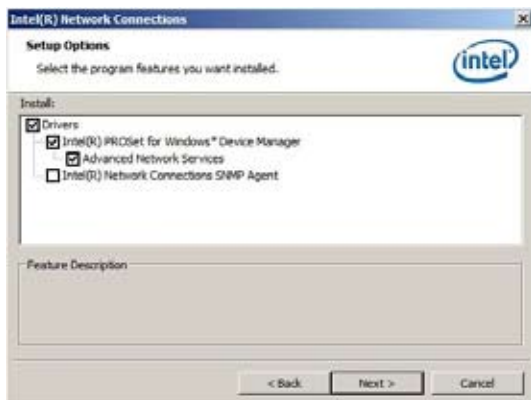 Intel(R) Network Connections
Setup Options
Select the program features you want installed.
intel
Install:
Drivers
Intel(R) PROSet for Windows* Device Manager
Advanced Network Services
Intel(R) Network Connections SNMP Agent
Feature Description
< Back
Next >
Cancel